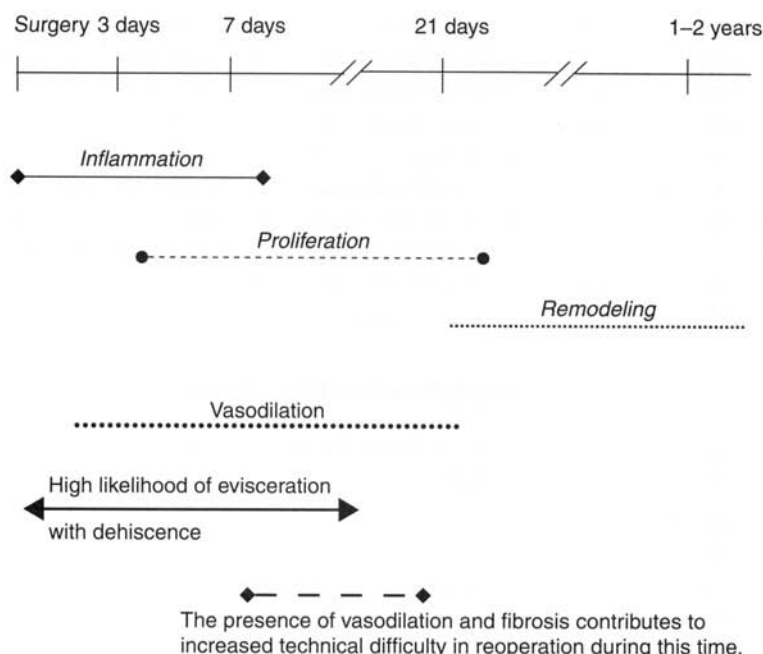 Surgery 3 days 7 days 21 days 1–2 years
Inflammation
Proliferation
Remodeling
Vasodilation
High likelihood of evisceration
with dehiscence
The presence of vasodilation and fibrosis contributes to
increased technical difficulty in reoperation during this time.